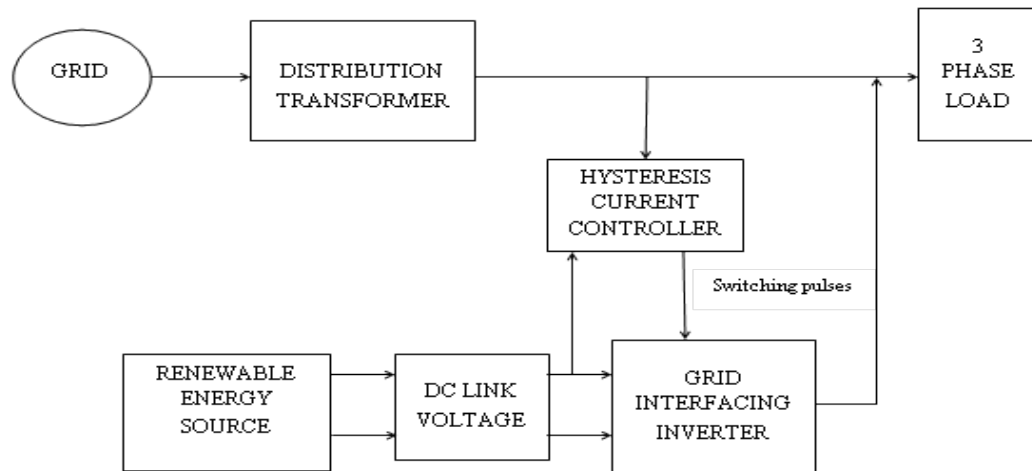 GRID
DISTRIBUTION
TRANSFORMER
3
PHASE
LOAD
HYSTERESIS
CURRENT
CONTROLLER
Switching pulses
RENEWABLE
ENERGY
SOURCE
DC LINK
VOLTAGE
GRID
INTERFACING
INVERTER